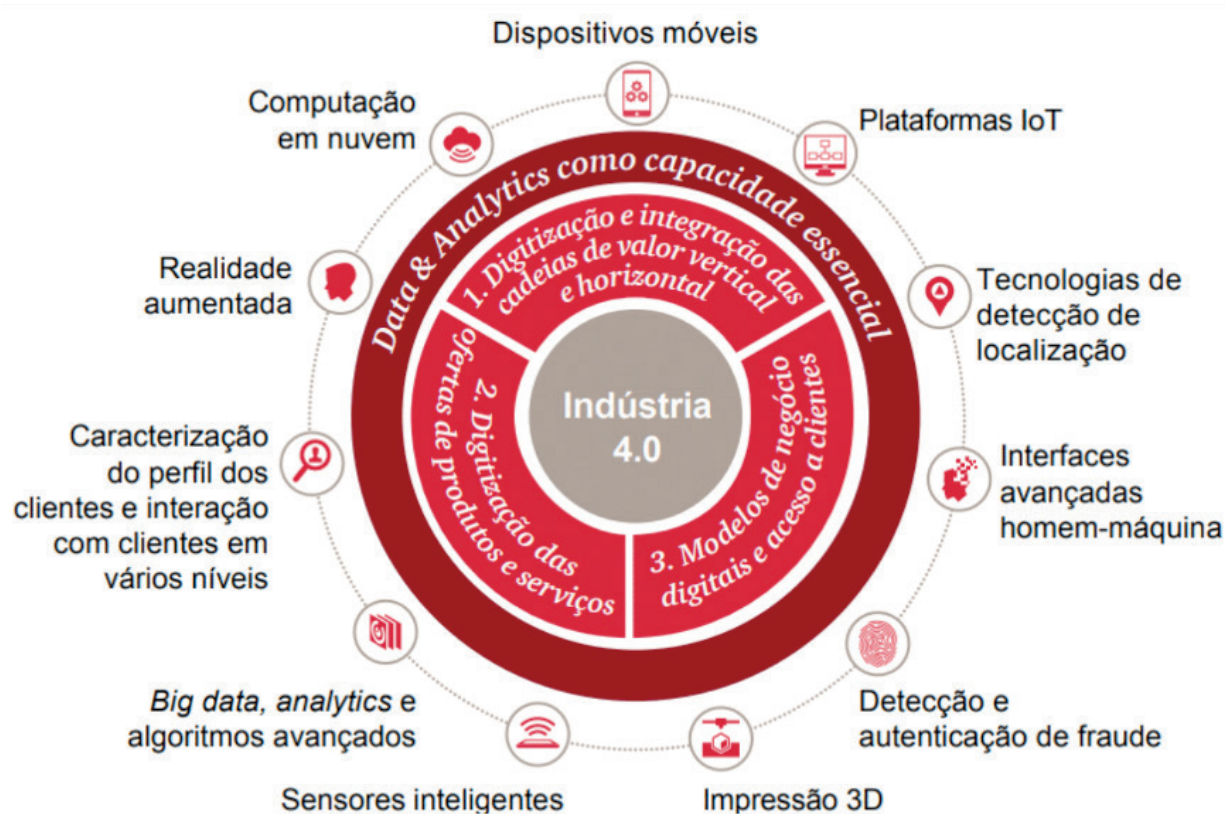 Dispositivos móveis
Computação
em nuvem
Plataformas IoT
Realidade
aumentada
Tecnologias de
detecção de
localização
Caracterização
do perfil dos
clientes e interação
com clientes em
vários níveis
Interfaces
avançadas
homem-máquina
Big data, analytics e
algoritmos avançados
Detecção e
autenticação de fraude
Sensores inteligentes
Impressão 3D
Data & Analytics como capacidade essencial
1. Digitização e integração das
cadeias de valor vertical
e horizontal
2. Digitização das
ofertas de produtos e serviços
3. Modelos de negócio
digitais e acesso a clientes
Indústria
4.0